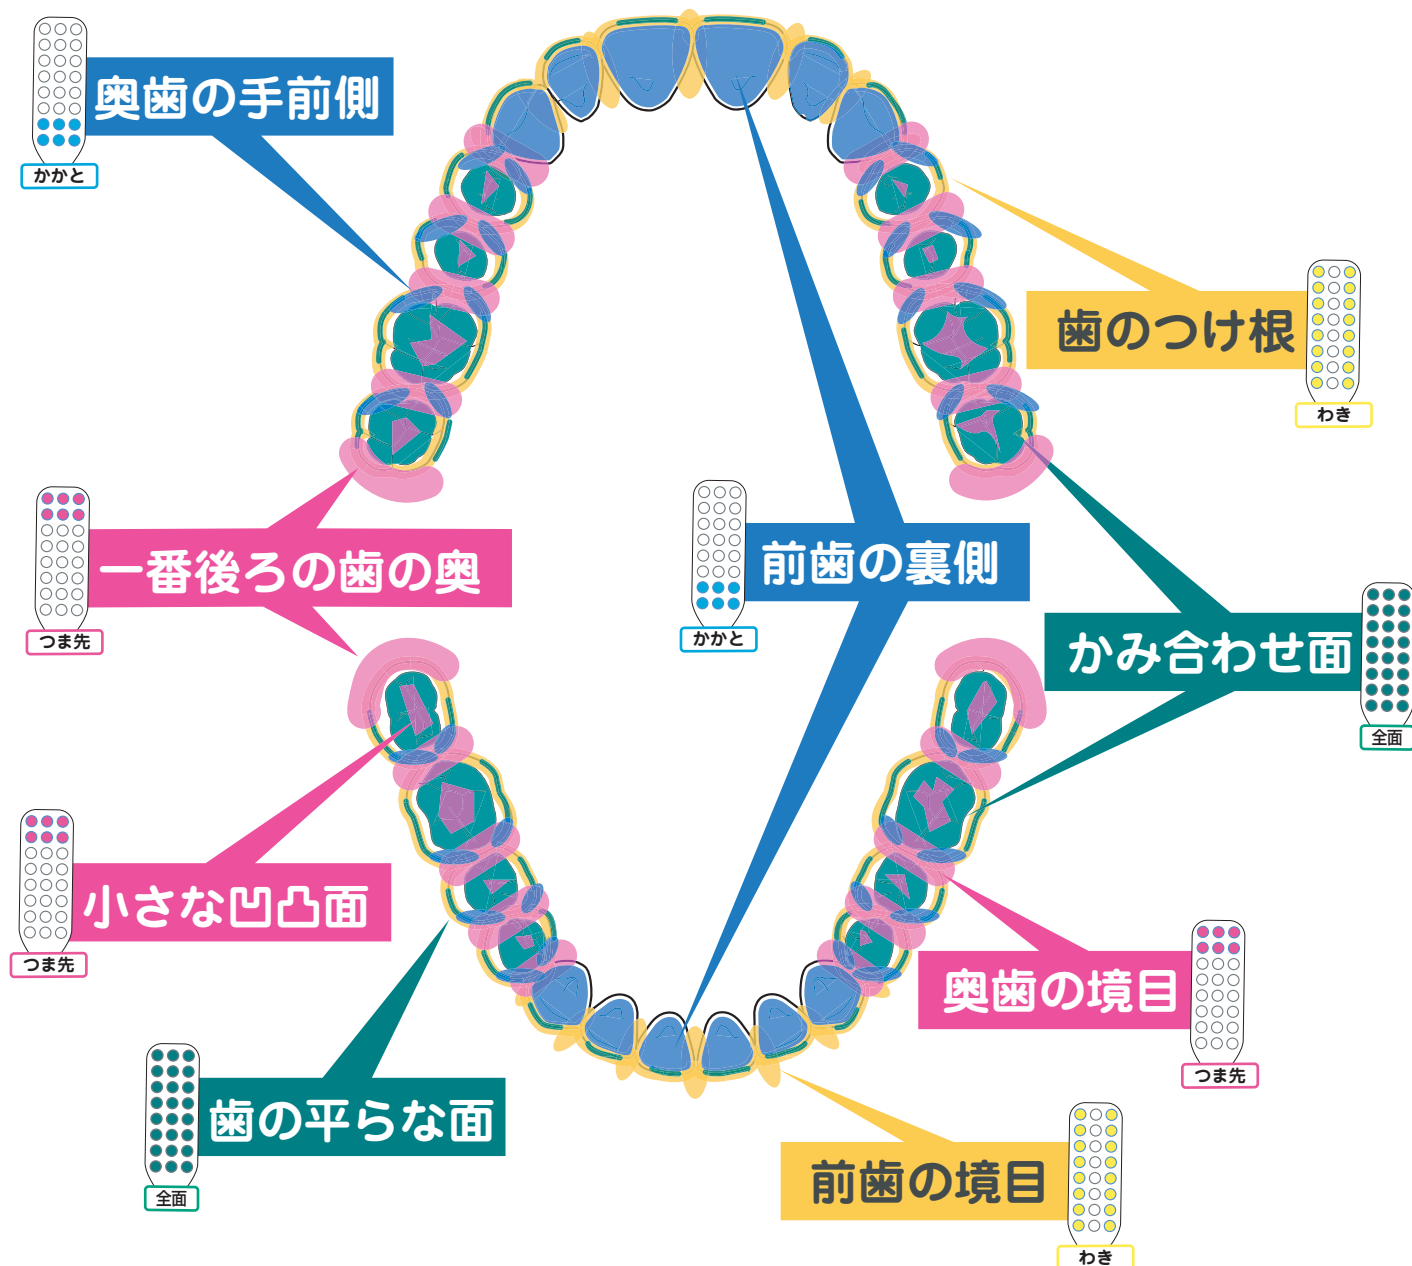 奥歯の手前側
かかと
歯のつけ根
わき
一番後ろの歯の奥
つま先
前歯の裏側
かかと
かみ合わせ面
全面
小さな凹凸面
つま先
奥歯の境目
つま先
歯の平らな面
全面
前歯の境目
わき